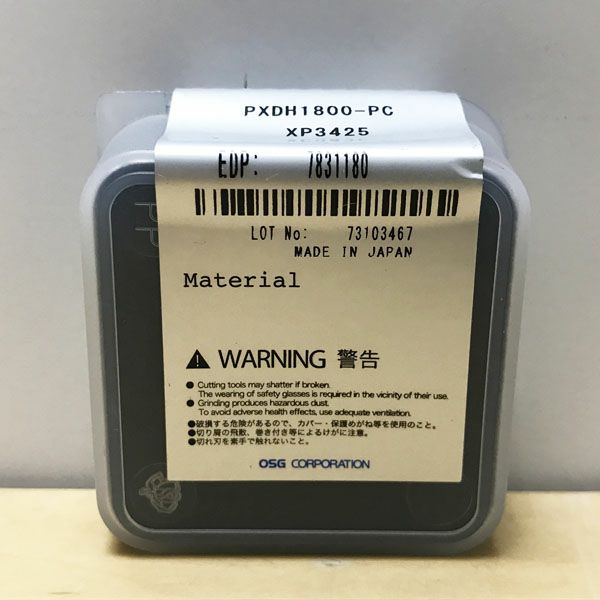 PXDH1800-PC
XP3425
EDP: 7831180
LOT No: 73103467
MADE IN JAPAN
PP
Material
WARNING 警告
● Cutting tools may shatter if broken.
The wearing of safety glasses is required in the vicinity of their use.
● Grinding produces hazardous dust.
To avoid adverse health effects, use adequate ventilation.
●破損する危険があるので、カバー・保護めがね等を使用のこと。
●切り屑の飛散、巻き付き等によるけがに注意。
●切れ刃を素手で触れないこと。
OSG CORPORATION